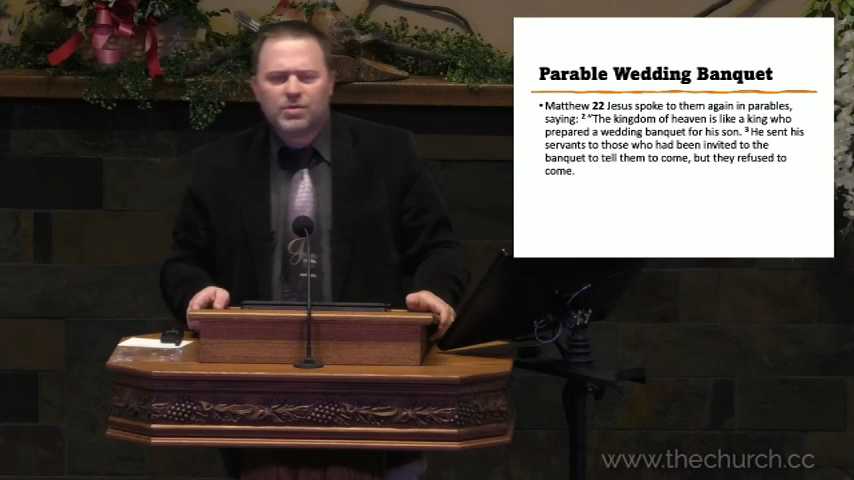 Parable Wedding Banquet
• Matthew 22 Jesus spoke to them again in parables,
saying: 2 “The kingdom of heaven is like a king who
prepared a wedding banquet for his son. 3 He sent his
servants to those who had been invited to the
banquet to tell them to come, but they refused to
come.
www.thechurch.cc